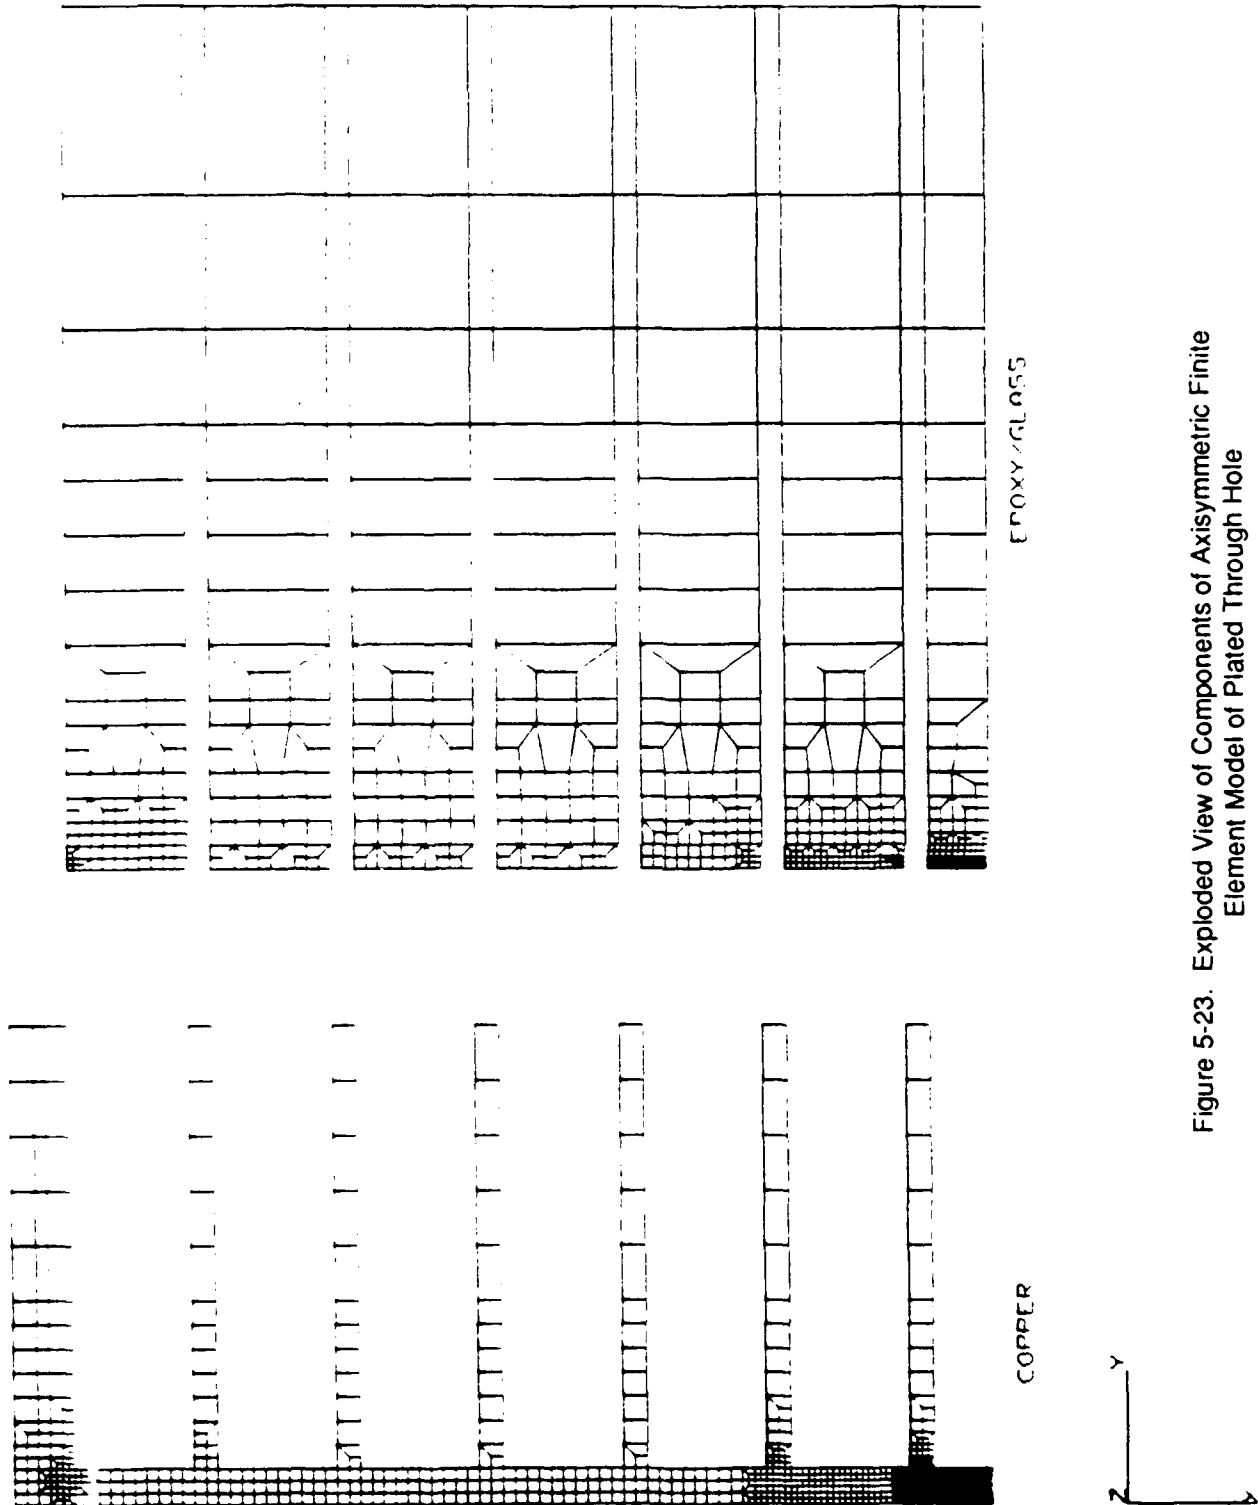 EPOXY/GLASS
COPPER
Y
Z
X
Figure 5-23. Exploded View of Components of Axisymmetric Finite
Element Model of Plated Through Hole